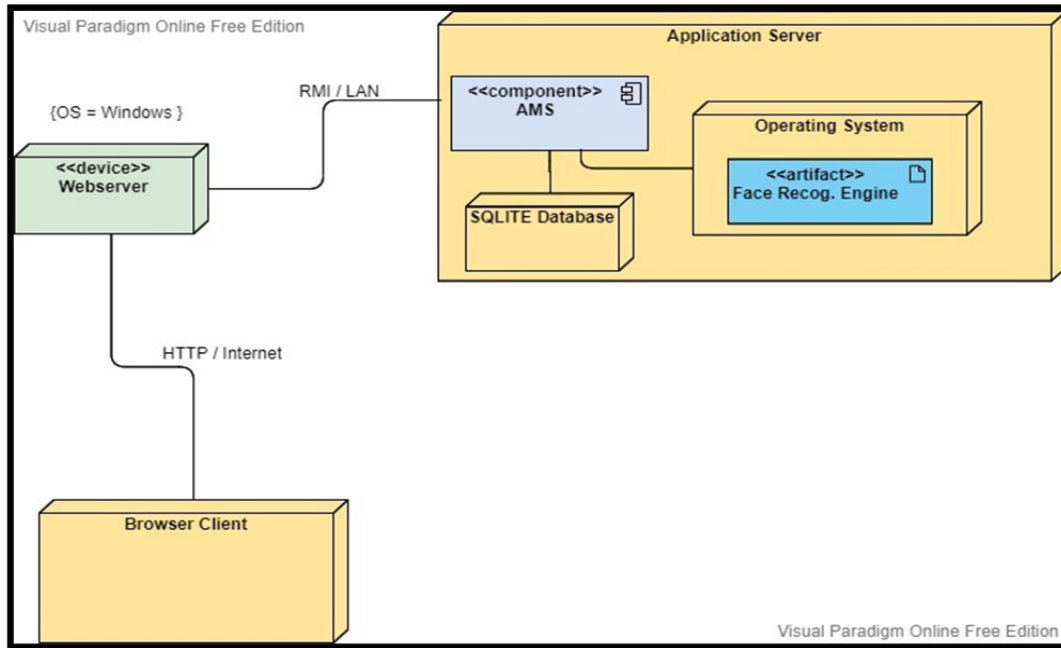 Visual Paradigm Online Free Edition
Application Server
RMI / LAN
<<component>>
AMS
{OS = Windows }
Operating System
<<device>>
Webserver
<<artifact>>
Face Recog. Engine
SQLITE Database
HTTP / Internet
Browser Client
Visual Paradigm Online Free Edition